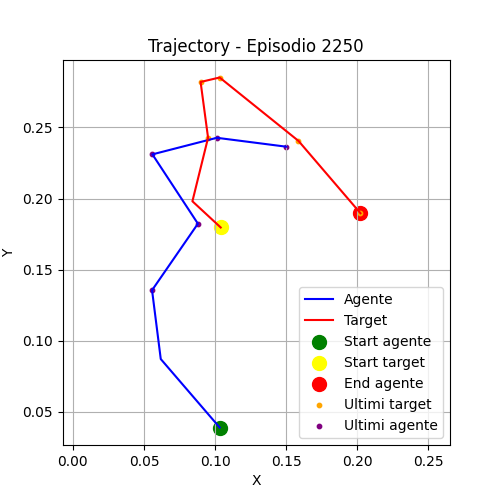 Trajectory - Episodio 2250
Y
0.25
0.20
0.15
0.10
0.05
Agente
Target
Start agente
Start target
End agente
Ultimi target
Ultimi agente
0.00 0.05 0.10 0.15 0.20 0.25
X